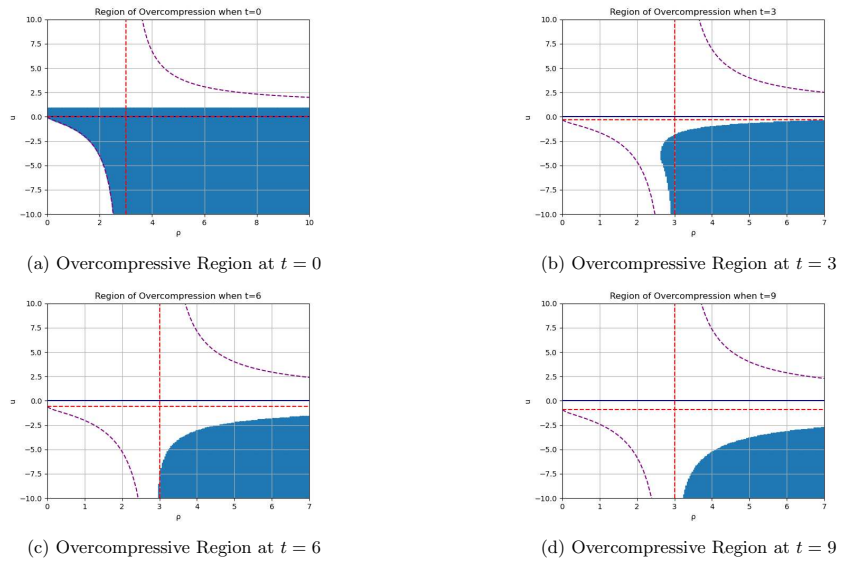 Region of Overcompression when t=0
10.0
7.5
5.0
2.5
0.0
−2.5
−5.0
−7.5
−10.0
u
0 2 4 6 8 10
ρ
(a) Overcompressive Region at t = 0
Region of Overcompression when t=3
10.0
7.5
5.0
2.5
0.0
−2.5
−5.0
−7.5
−10.0
u
0 1 2 3 4 5 6 7
ρ
(b) Overcompressive Region at t = 3
Region of Overcompression when t=6
10.0
7.5
5.0
2.5
0.0
−2.5
−5.0
−7.5
−10.0
u
0 1 2 3 4 5 6 7
ρ
(c) Overcompressive Region at t = 6
Region of Overcompression when t=9
10.0
7.5
5.0
2.5
0.0
−2.5
−5.0
−7.5
−10.0
u
0 1 2 3 4 5 6 7
ρ
(d) Overcompressive Region at t = 9